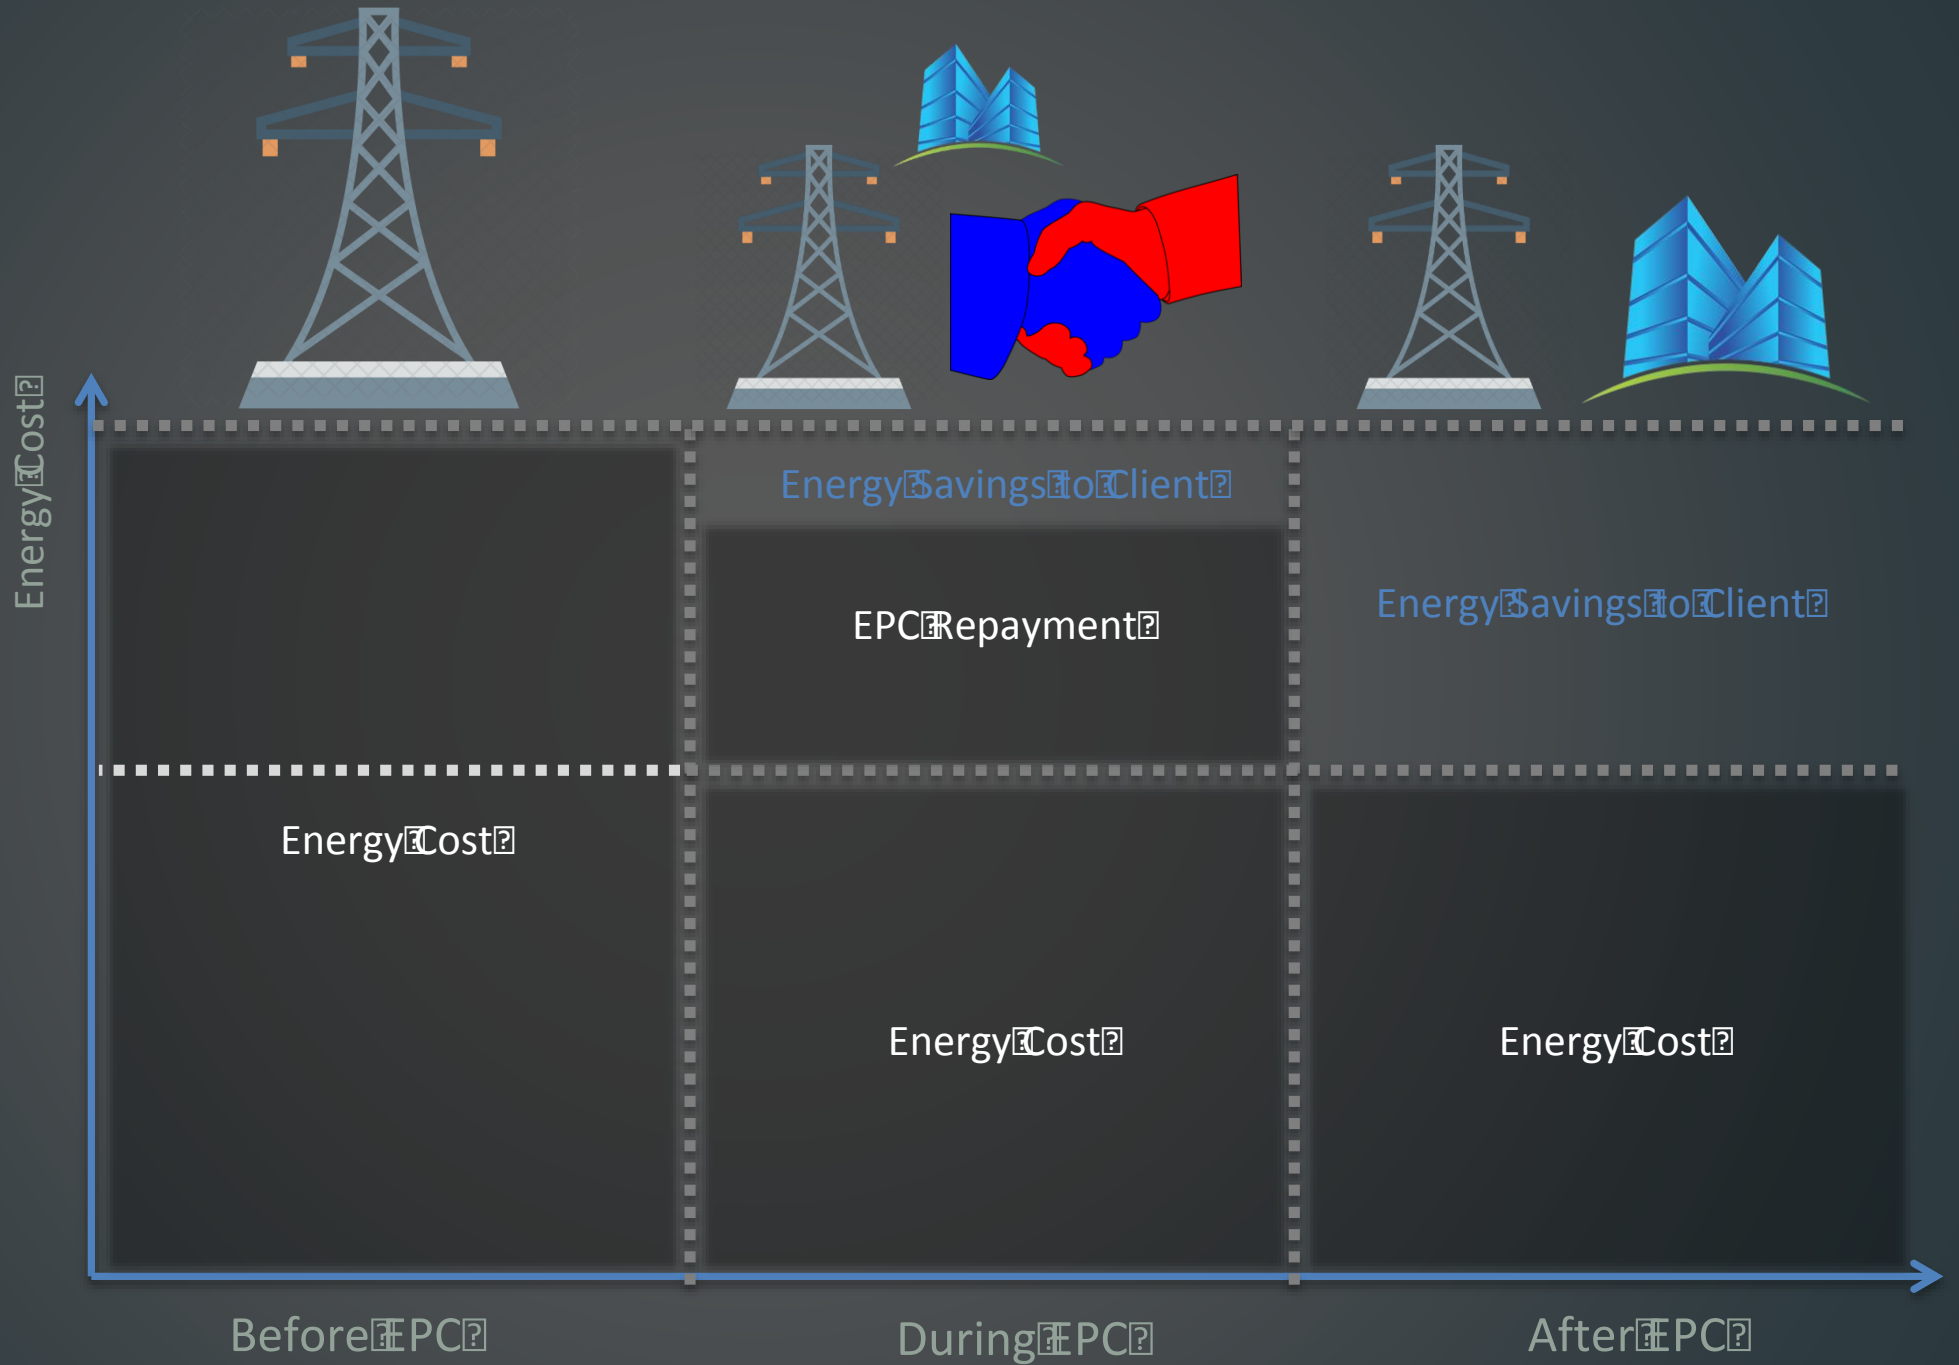 Energy Cost
Energy Savings to Client
EPC Repayment
Energy Savings to Client
Energy Cost
Energy Cost
Energy Cost
Before EPC
During EPC
After EPC